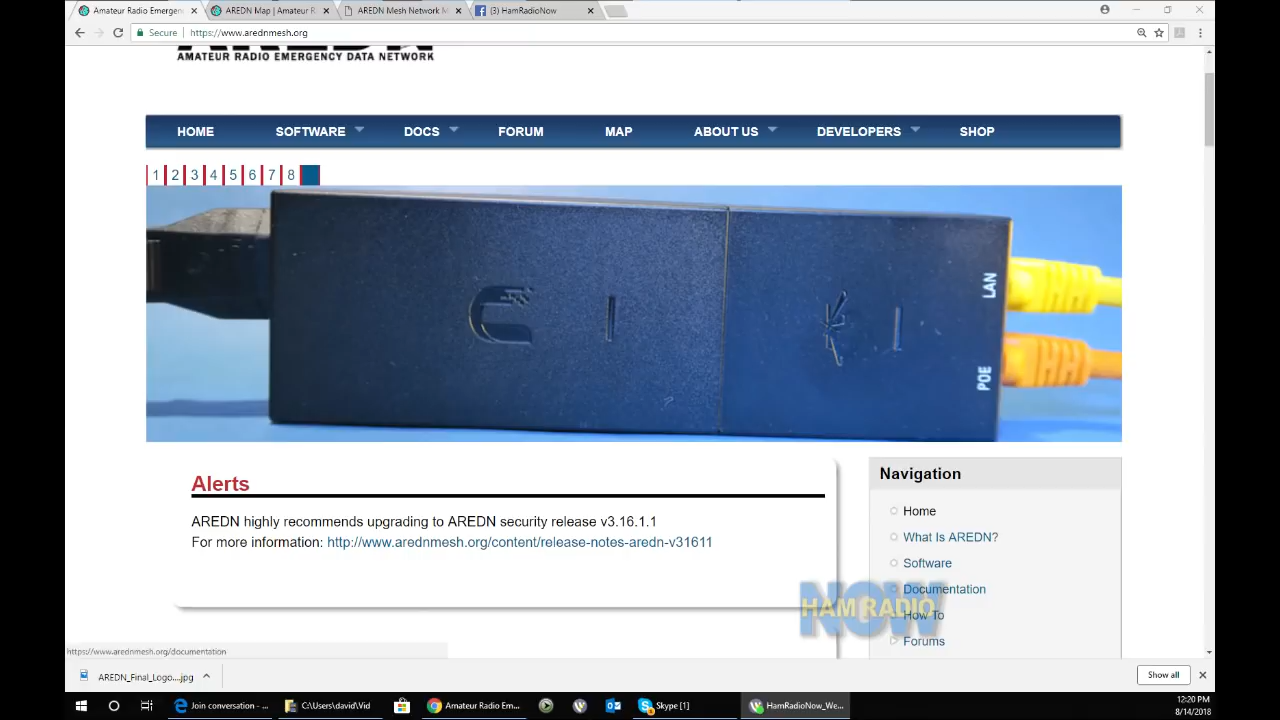 Amateur Radio Emergenc
AREDN Map | Amateur R
AREDN Mesh Network M
(3) HamRadioNow
Secure
https://www.arednmesh.org
AREDN
AMATEUR RADIO EMERGENCY DATA NETWORK
HOME
SOFTWARE
DOCS
FORUM
MAP
ABOUT US
DEVELOPERS
SHOP
1 2 3 4 5 6 7 8
LAN
POE
Alerts
AREDN highly recommends upgrading to AREDN security release v3.16.1.1
For more information: http://www.arednmesh.org/content/release-notes-aredn-v31611
Navigation
Home
What Is AREDN?
Software
Documentation
How To
Forums
HAM RADIO
NOW
https://www.arednmesh.org/documentation
AREDN_Final_Logo....jpg
Show all
Join conversation - ...
C:\Users\david\Vid
Amateur Radio Em...
Skype [1]
HamRadioNow_We...
12:20 PM
8/14/2018